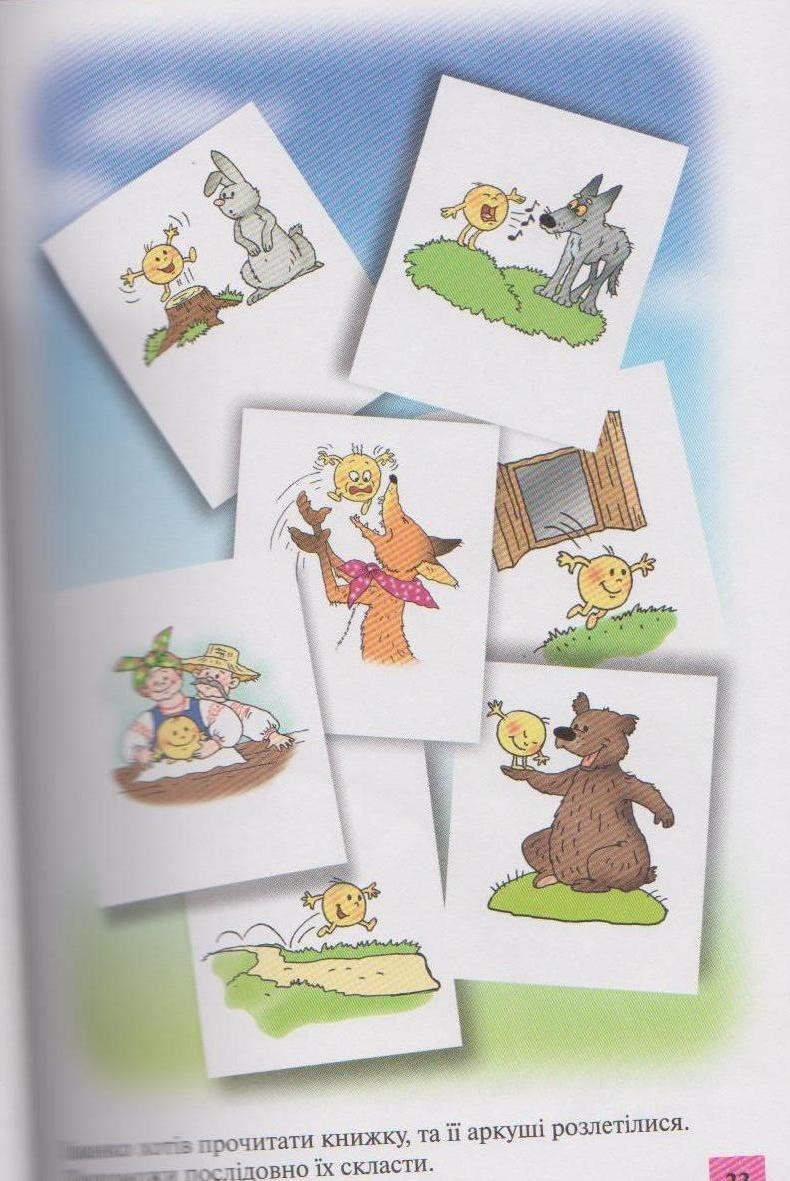 хотів прочитати книжку, та її аркуші розлетілися.
послідовно їх скласти.